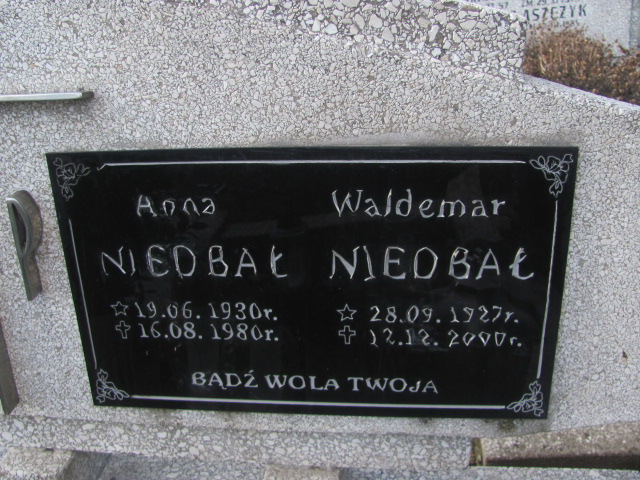 ASZCZYK
Anna Waldemar
NIEDBAŁ NIEDBAŁ
☆ 19.06.1930r. ☆ 28.09.1927r.
✝ 16.08.1980r. ✝ 12.12.2000r.
BĄDŹ WOLA TWOJA